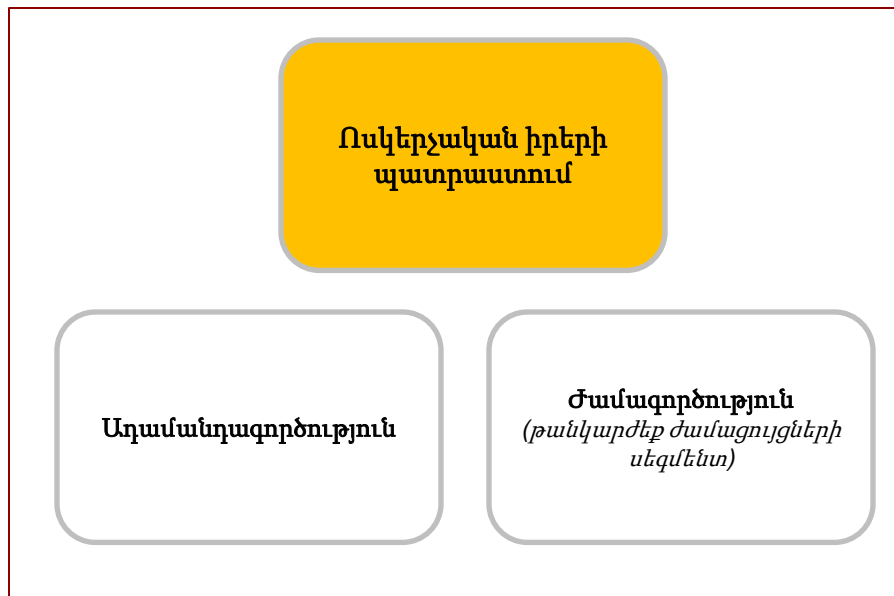 Ոսկերչական իրերի
պատրաստում
Ադամանդագործություն
Ժամագործություն
(թանկարժեք ժամացույցների
սեգմենտ)